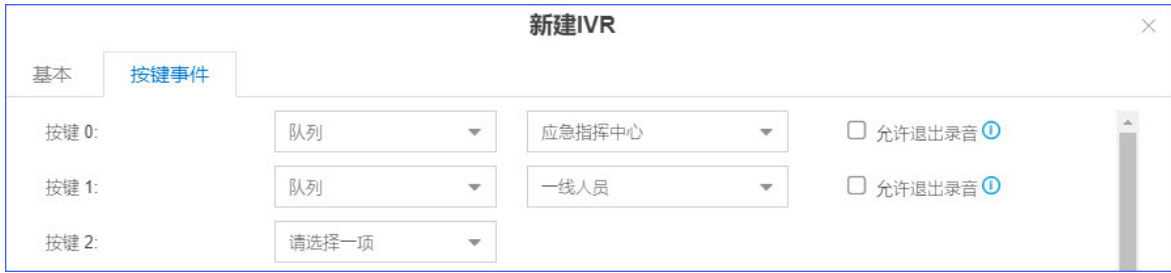 新建IVR
基本 按键事件
按键 0: 队列 应急指挥中心 允许退出录音
按键 1: 队列 一线人员 允许退出录音
按键 2: 请选择一项